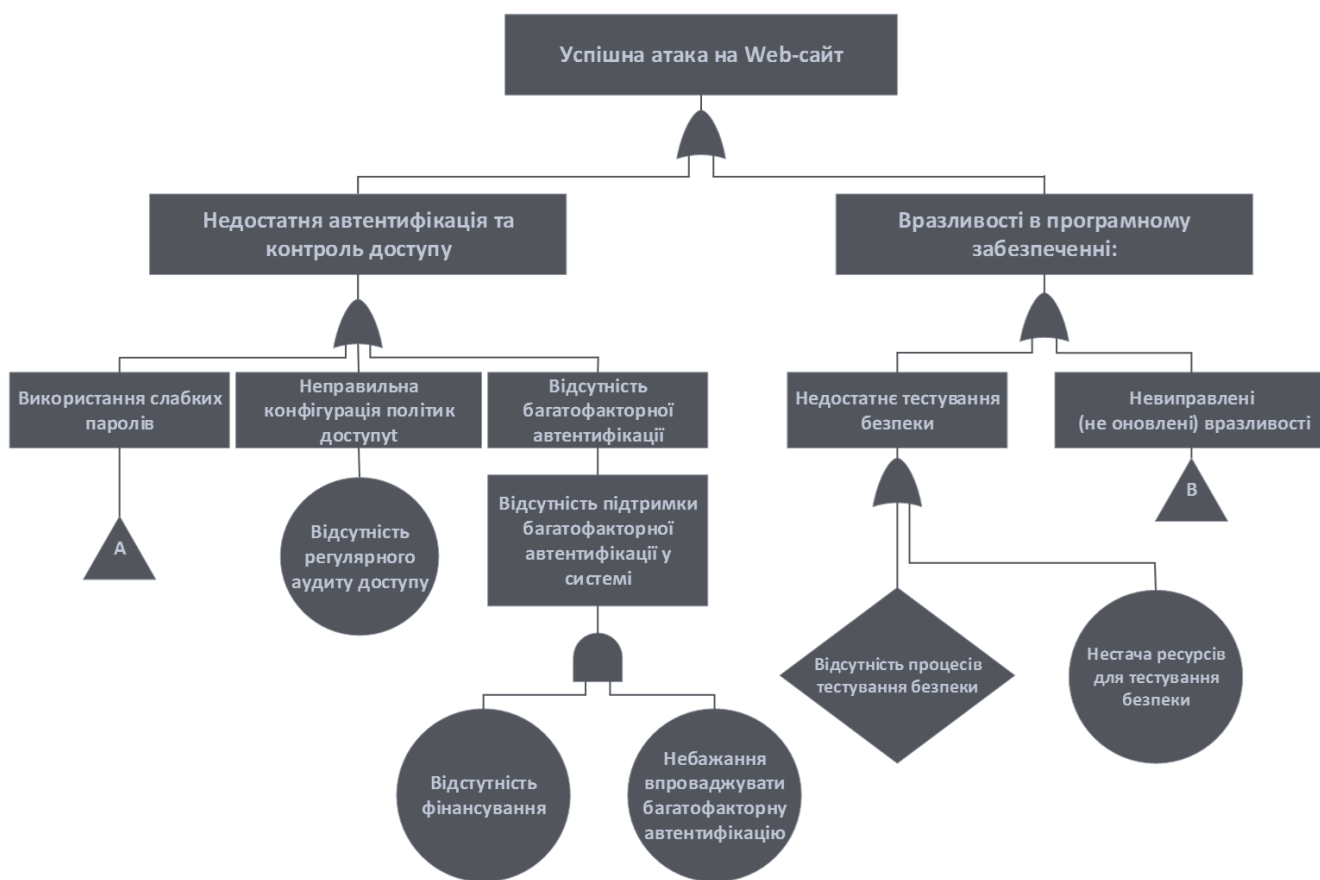 Успішна атака на Web-сайт
Недостатня автентифікація та
контроль доступу
Вразливості в програмному
забезпеченні:
Використання слабких
паролів
Неправильна
конфігурація політик
доступуt
Відсутність
багатофакторної
автентифікації
Недостатнє тестування
безпеки
Невиправлені
(не оновлені) вразливості
A
Відсутність
регулярного
аудиту доступу
Відсутність підтримки
багатофакторної
автентифікації у
системі
B
Відсутність процесів
тестування безпеки
Нестача ресурсів
для тестування
безпеки
Відстутність
фінансування
Небажання
впроваджувати
багатофакторну
автентифікацію